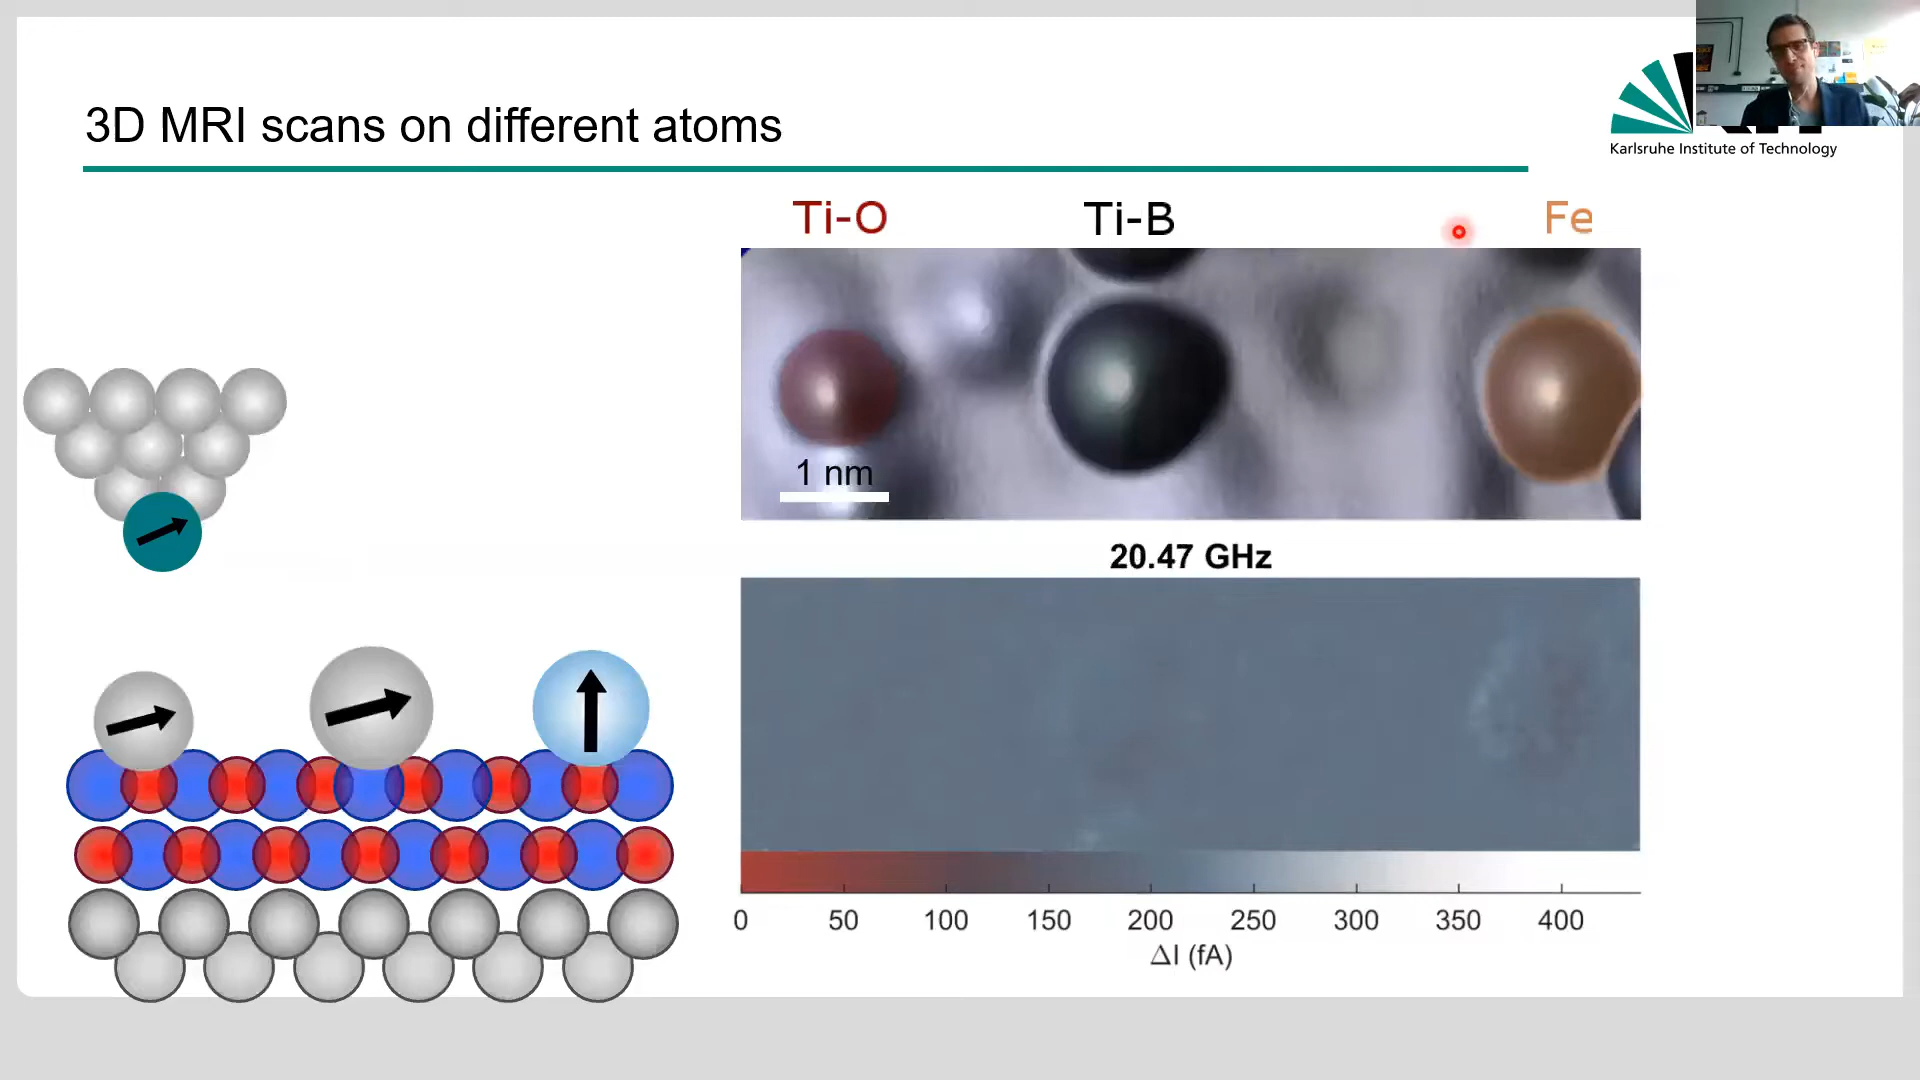 3D MRI scans on different atoms
Karlsruhe Institute of Technology
Ti-O Ti-B Fe
1 nm
20.47 GHz
0 50 100 150 200 250 300 350 400
ΔI (fA)